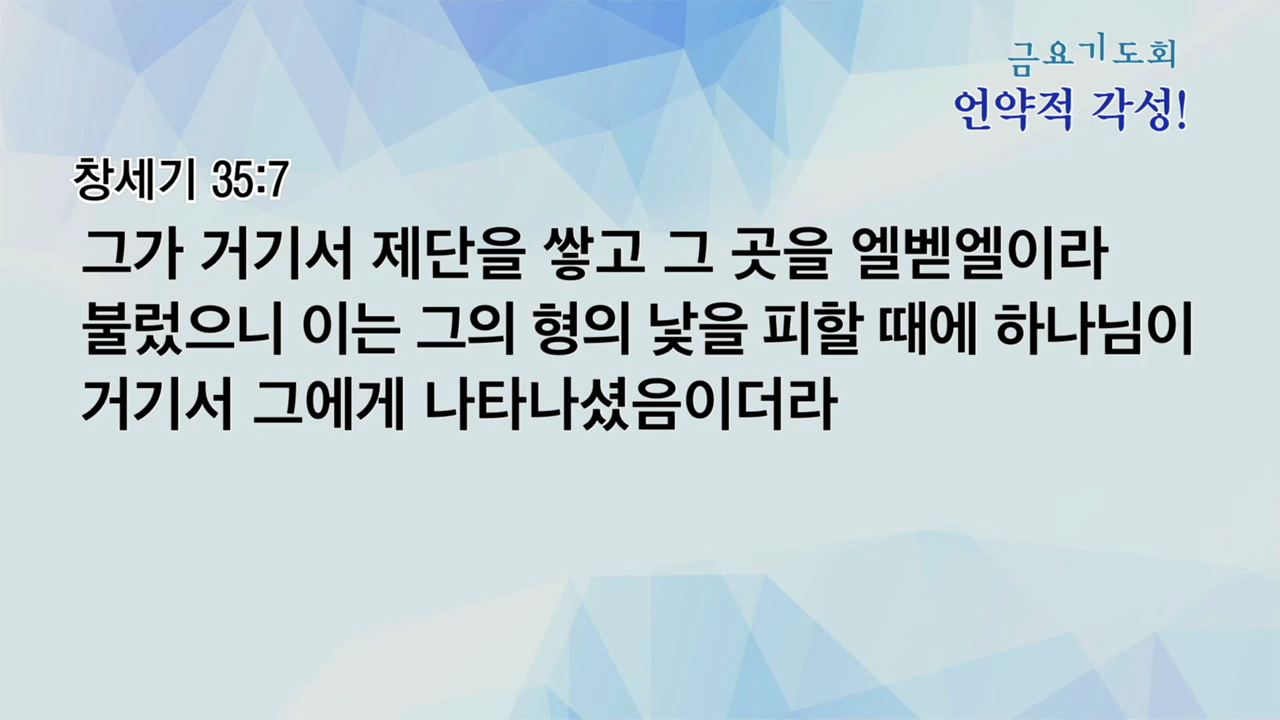 금요기도회
언약적 각성!
창세기 35:7
그가 거기서 제단을 쌓고 그 곳을 엘벧엘이라
불렀으니 이는 그의 형의 낯을 피할 때에 하나님이
거기서 그에게 나타나셨음이더라